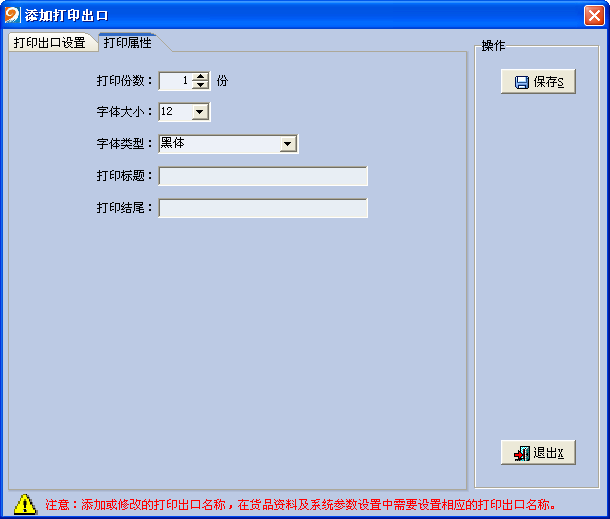 添加打印出口
打印出口设置 打印属性
打印份数： 1 份
字体大小： 12
字体类型： 黑体
打印标题：
打印结尾：
操作
保存S
退出X
注意：添加或修改的打印出口名称，在货品资料及系统参数设置中需要设置相应的打印出口名称。